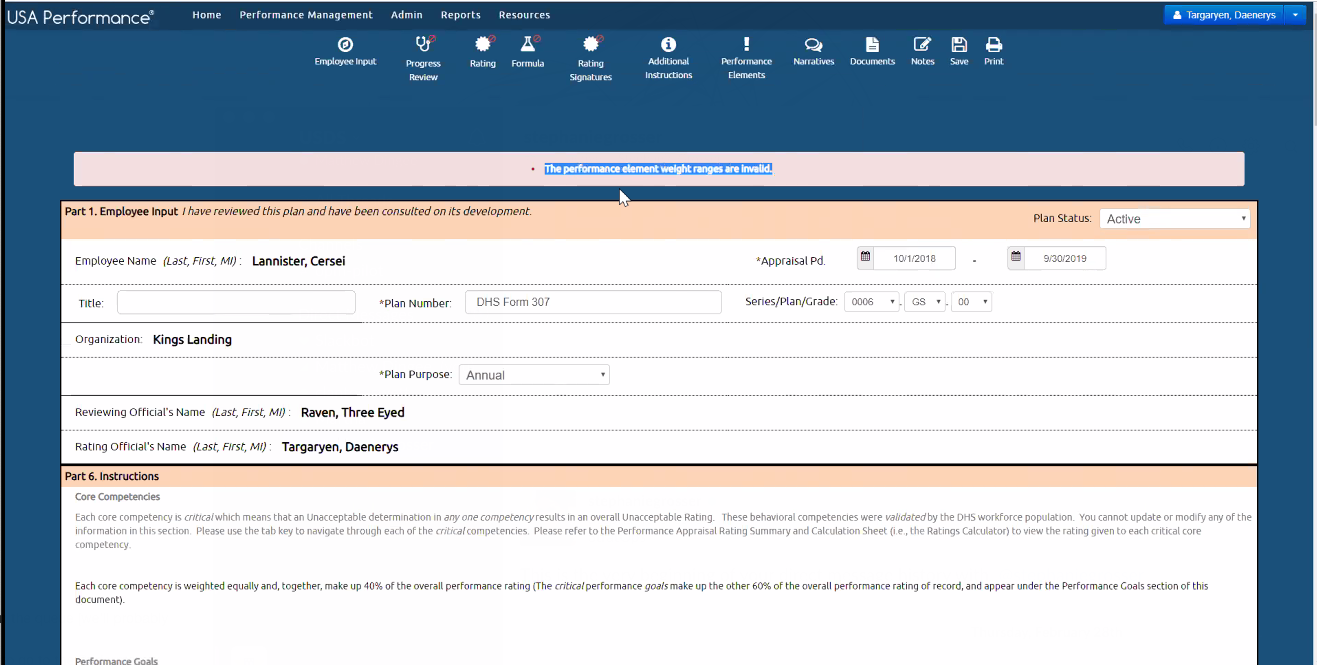 USA Performance®
Home Performance Management Admin Reports Resources
Targaryen, Daenerys
Employee Input
Progress Review
Rating
Formula
Rating Signatures
Additional Instructions
Performance Elements
Narratives
Documents
Notes
Save
Print
• The performance element weight ranges are invalid.
Part 1. Employee Input I have reviewed this plan and have been consulted on its development.
Plan Status: Active
Employee Name (Last, First, MI) : Lannister, Cersei
*Appraisal Pd. 10/1/2018 - 9/30/2019
Title: *Plan Number: DHS Form 307 Series/Plan/Grade: 0006 - GS - 00
Organization: Kings Landing
*Plan Purpose: Annual
Reviewing Official's Name (Last, First, MI) : Raven, Three Eyed
Rating Official's Name (Last, First, MI) : Targaryen, Daenerys
Part 6. Instructions
Core Competencies
Each core competency is critical which means that an Unacceptable determination in any one competency results in an overall Unacceptable Rating. These behavioral competencies were validated by the DHS workforce population. You cannot update or modify any of the
information in this section. Please use the tab key to navigate through each of the critical competencies. Please refer to the Performance Appraisal Rating Summary and Calculation Sheet (i.e., the Ratings Calculator) to view the rating given to each critical core
competency.
Each core competency is weighted equally and, together, make up 40% of the overall performance rating (The critical performance goals make up the other 60% of the overall performance rating of record, and appear under the Performance Goals section of this
document).
Performance Goals